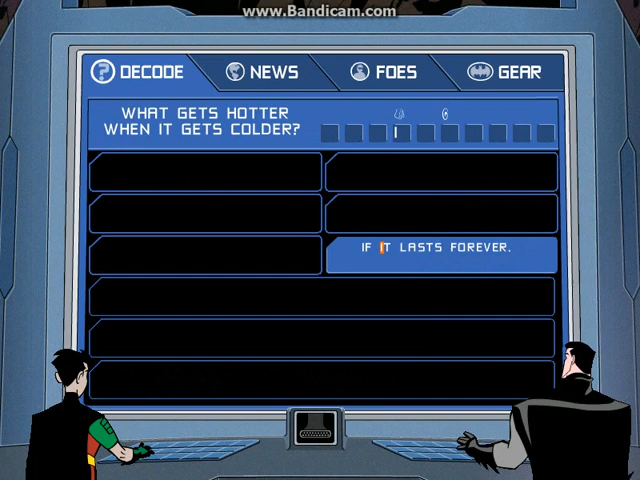 www.Bandicam.com
DECODE
NEWS
FOES
GEAR
WHAT GETS HOTTER
WHEN IT GETS COLDER?
I
IF IT LASTS FOREVER.